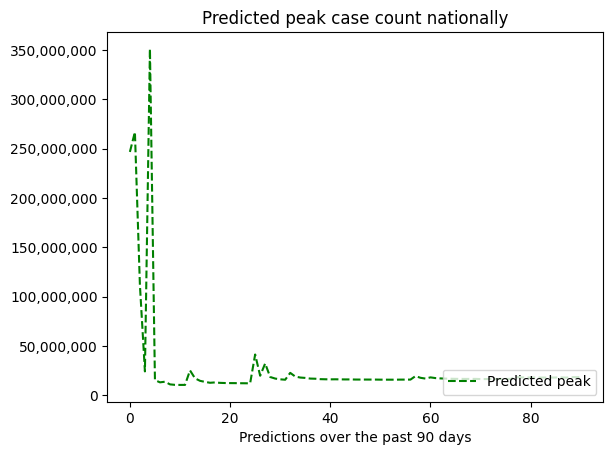 Predicted peak case count nationally
350,000,000
300,000,000
250,000,000
200,000,000
150,000,000
100,000,000
50,000,000
0
Predicted peak
0 20 40 60 80
Predictions over the past 90 days